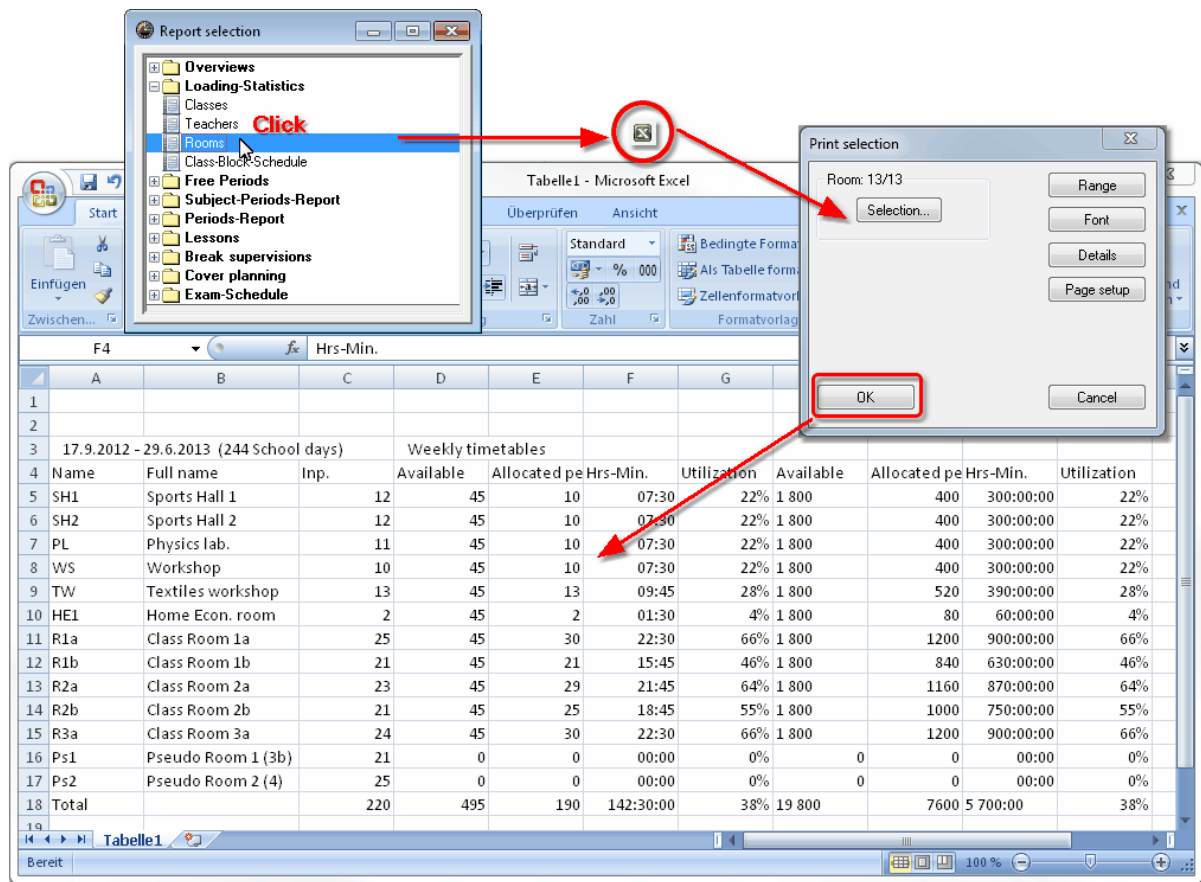 Report selection
Overviews
Loading-Statistics
Classes
Teachers
Click
Rooms
Class-Block-Schedule
Free Periods
Subject-Periods-Report
Periods-Report
Lessons
Break supervisions
Cover planning
Exam-Schedule
Print selection
Room: 13/13
Selection...
Range
Font
Details
Page setup
OK
Cancel
Tabelle1 - Microsoft Excel
Start
Überprüfen Ansicht
Einfügen
Zwischen...
Standard
% 000
Zahl
Bedingte Forma
Als Tabelle form
Zellenformatvorl
Formatvorlag
F4 fx Hrs-Min.
A B C D E F G
1
2
3 17.9.2012 - 29.6.2013 (244 School days) Weekly timetables
4 Name Full name Inp. Available Allocated pe Hrs-Min. Utilization Available Allocated pe Hrs-Min. Utilization
5 SH1 Sports Hall 1 12 45 10 07:30 22% 1 800 400 300:00:00 22%
6 SH2 Sports Hall 2 12 45 10 07:30 22% 1 800 400 300:00:00 22%
7 PL Physics lab. 11 45 10 07:30 22% 1 800 400 300:00:00 22%
8 WS Workshop 10 45 10 07:30 22% 1 800 400 300:00:00 22%
9 TW Textiles workshop 13 45 13 09:45 28% 1 800 520 390:00:00 28%
10 HE1 Home Econ. room 2 45 2 01:30 4% 1 800 80 60:00:00 4%
11 R1a Class Room 1a 25 45 30 22:30 66% 1 800 1200 900:00:00 66%
12 R1b Class Room 1b 21 45 21 15:45 46% 1 800 840 630:00:00 46%
13 R2a Class Room 2a 23 45 29 21:45 64% 1 800 1160 870:00:00 64%
14 R2b Class Room 2b 21 45 25 18:45 55% 1 800 1000 750:00:00 55%
15 R3a Class Room 3a 24 45 30 22:30 66% 1 800 1200 900:00:00 66%
16 Ps1 Pseudo Room 1 (3b) 21 0 0 00:00 0% 0 0 00:00 0%
17 Ps2 Pseudo Room 2 (4) 25 0 0 00:00 0% 0 0 00:00 0%
18 Total 220 495 190 142:30:00 38% 19 800 7600 5 700:00 38%
19
Tabelle1
Bereit 100 %